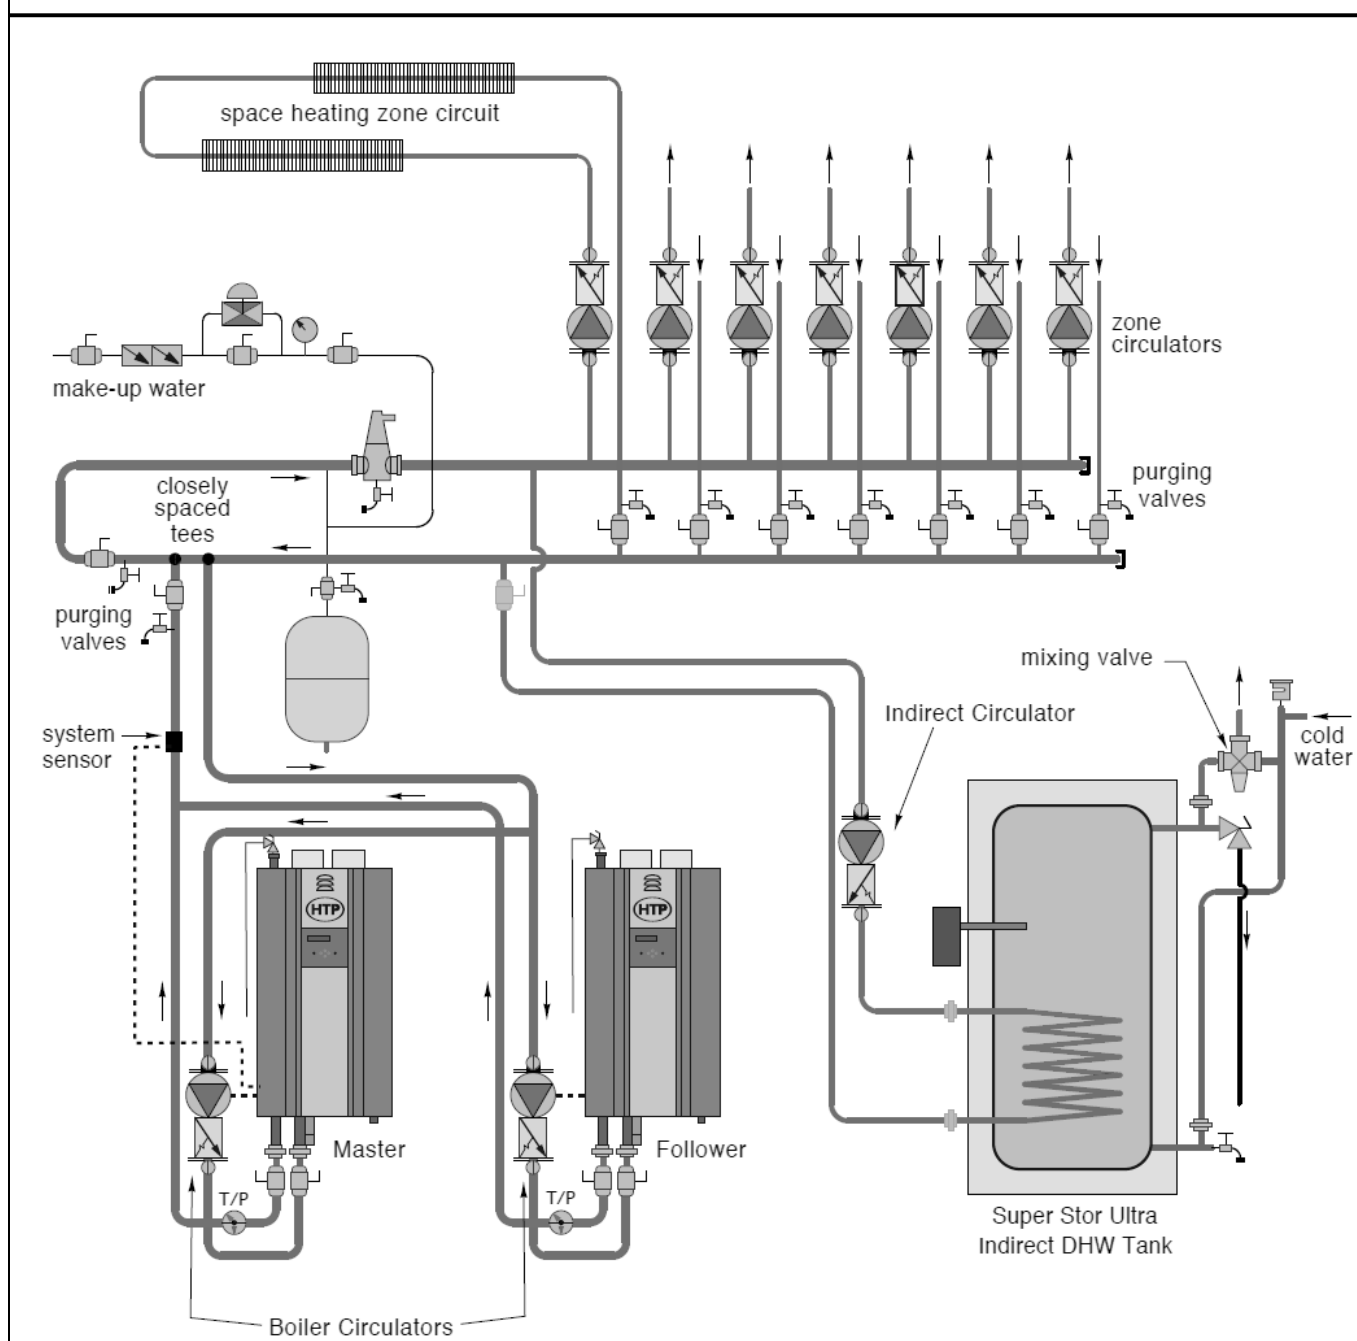 space heating zone circuit
zone
circulators
make-up water
closely
spaced
tees
purging
valves
purging
valves
mixing valve
Indirect Circulator
system
sensor
cold
water
HTP
HTP
Master
Follower
T/P
T/P
Super Stor Ultra
Indirect DHW Tank
Boiler Circulators